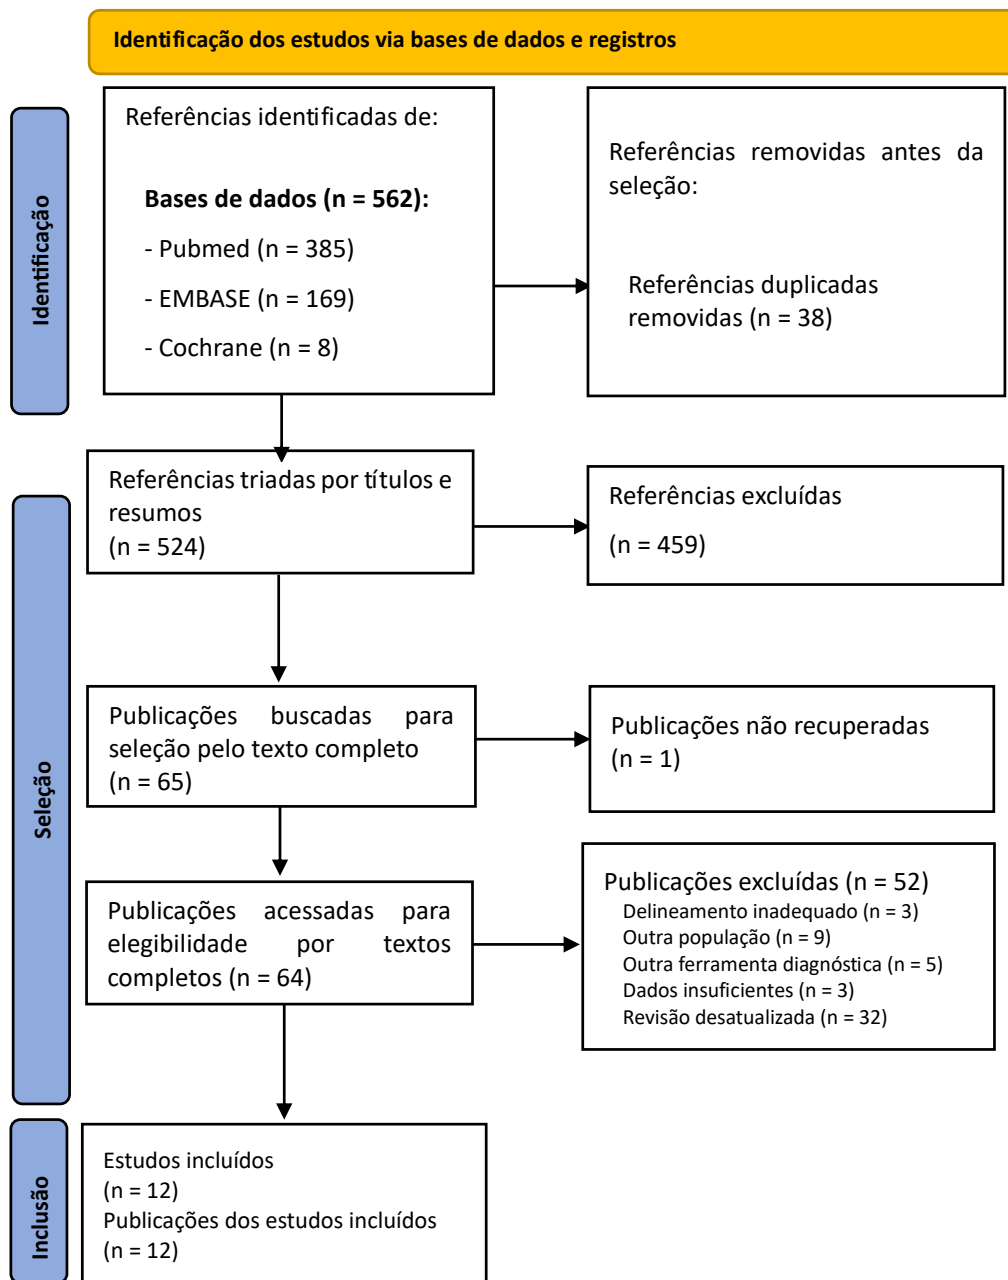 Identificação dos estudos via bases de dados e registros
Identificação
Referências identificadas de:
Bases de dados (n = 562):
- Pubmed (n = 385)
- EMBASE (n = 169)
- Cochrane (n = 8)
Referências removidas antes da
seleção:
Referências duplicadas
removidas (n = 38)
Seleção
Referências triadas por títulos e
resumos
(n = 524)
Referências excluídas
(n = 459)
Publicações buscadas para
seleção pelo texto completo
(n = 65)
Publicações não recuperadas
(n = 1)
Publicações acessadas para
elegibilidade por textos
completos (n = 64)
Publicações excluídas (n = 52)
Delineamento inadequado (n = 3)
Outra população (n = 9)
Outra ferramenta diagnóstica (n = 5)
Dados insuficientes (n = 3)
Revisão desatualizada (n = 32)
Inclusão
Estudos incluídos
(n = 12)
Publicações dos estudos incluídos
(n = 12)